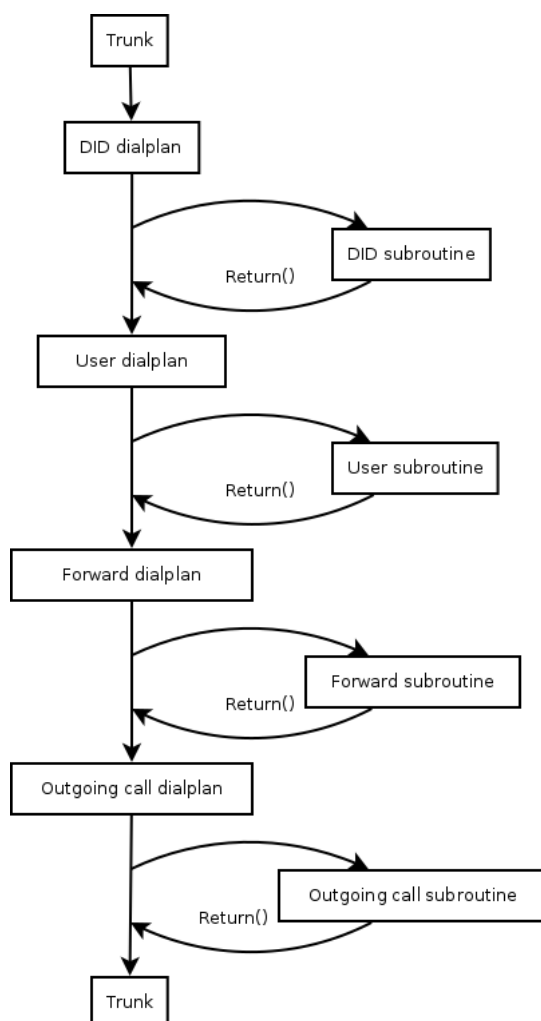 Trunk
DID dialplan
DID subroutine
Return()
User dialplan
User subroutine
Return()
Forward dialplan
Forward subroutine
Return()
Outgoing call dialplan
Outgoing call subroutine
Return()
Trunk